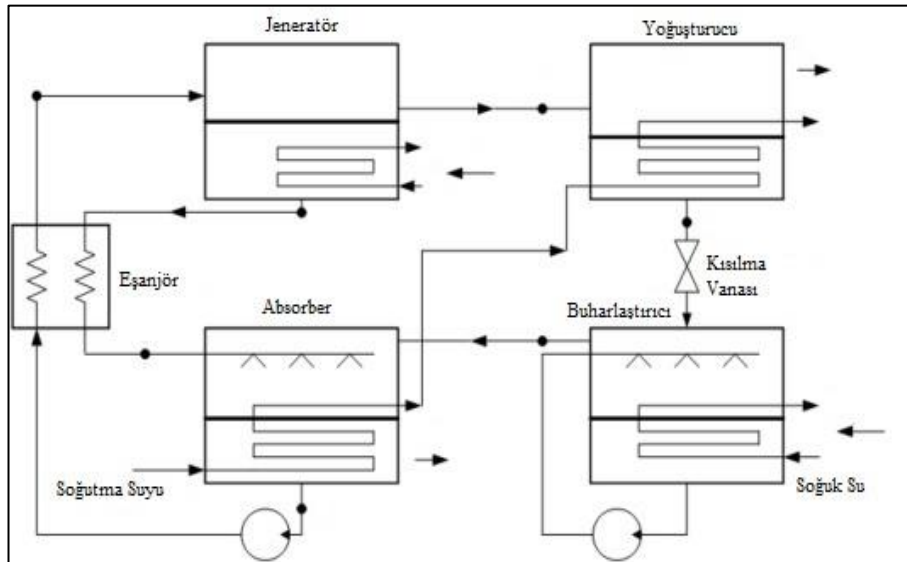 Jeneratör
Yoğuşturucu
Eşanjör
Kısılma
Vanası
Absorber
Buharlaştırıcı
Soğutma Suyu
Soğuk Su